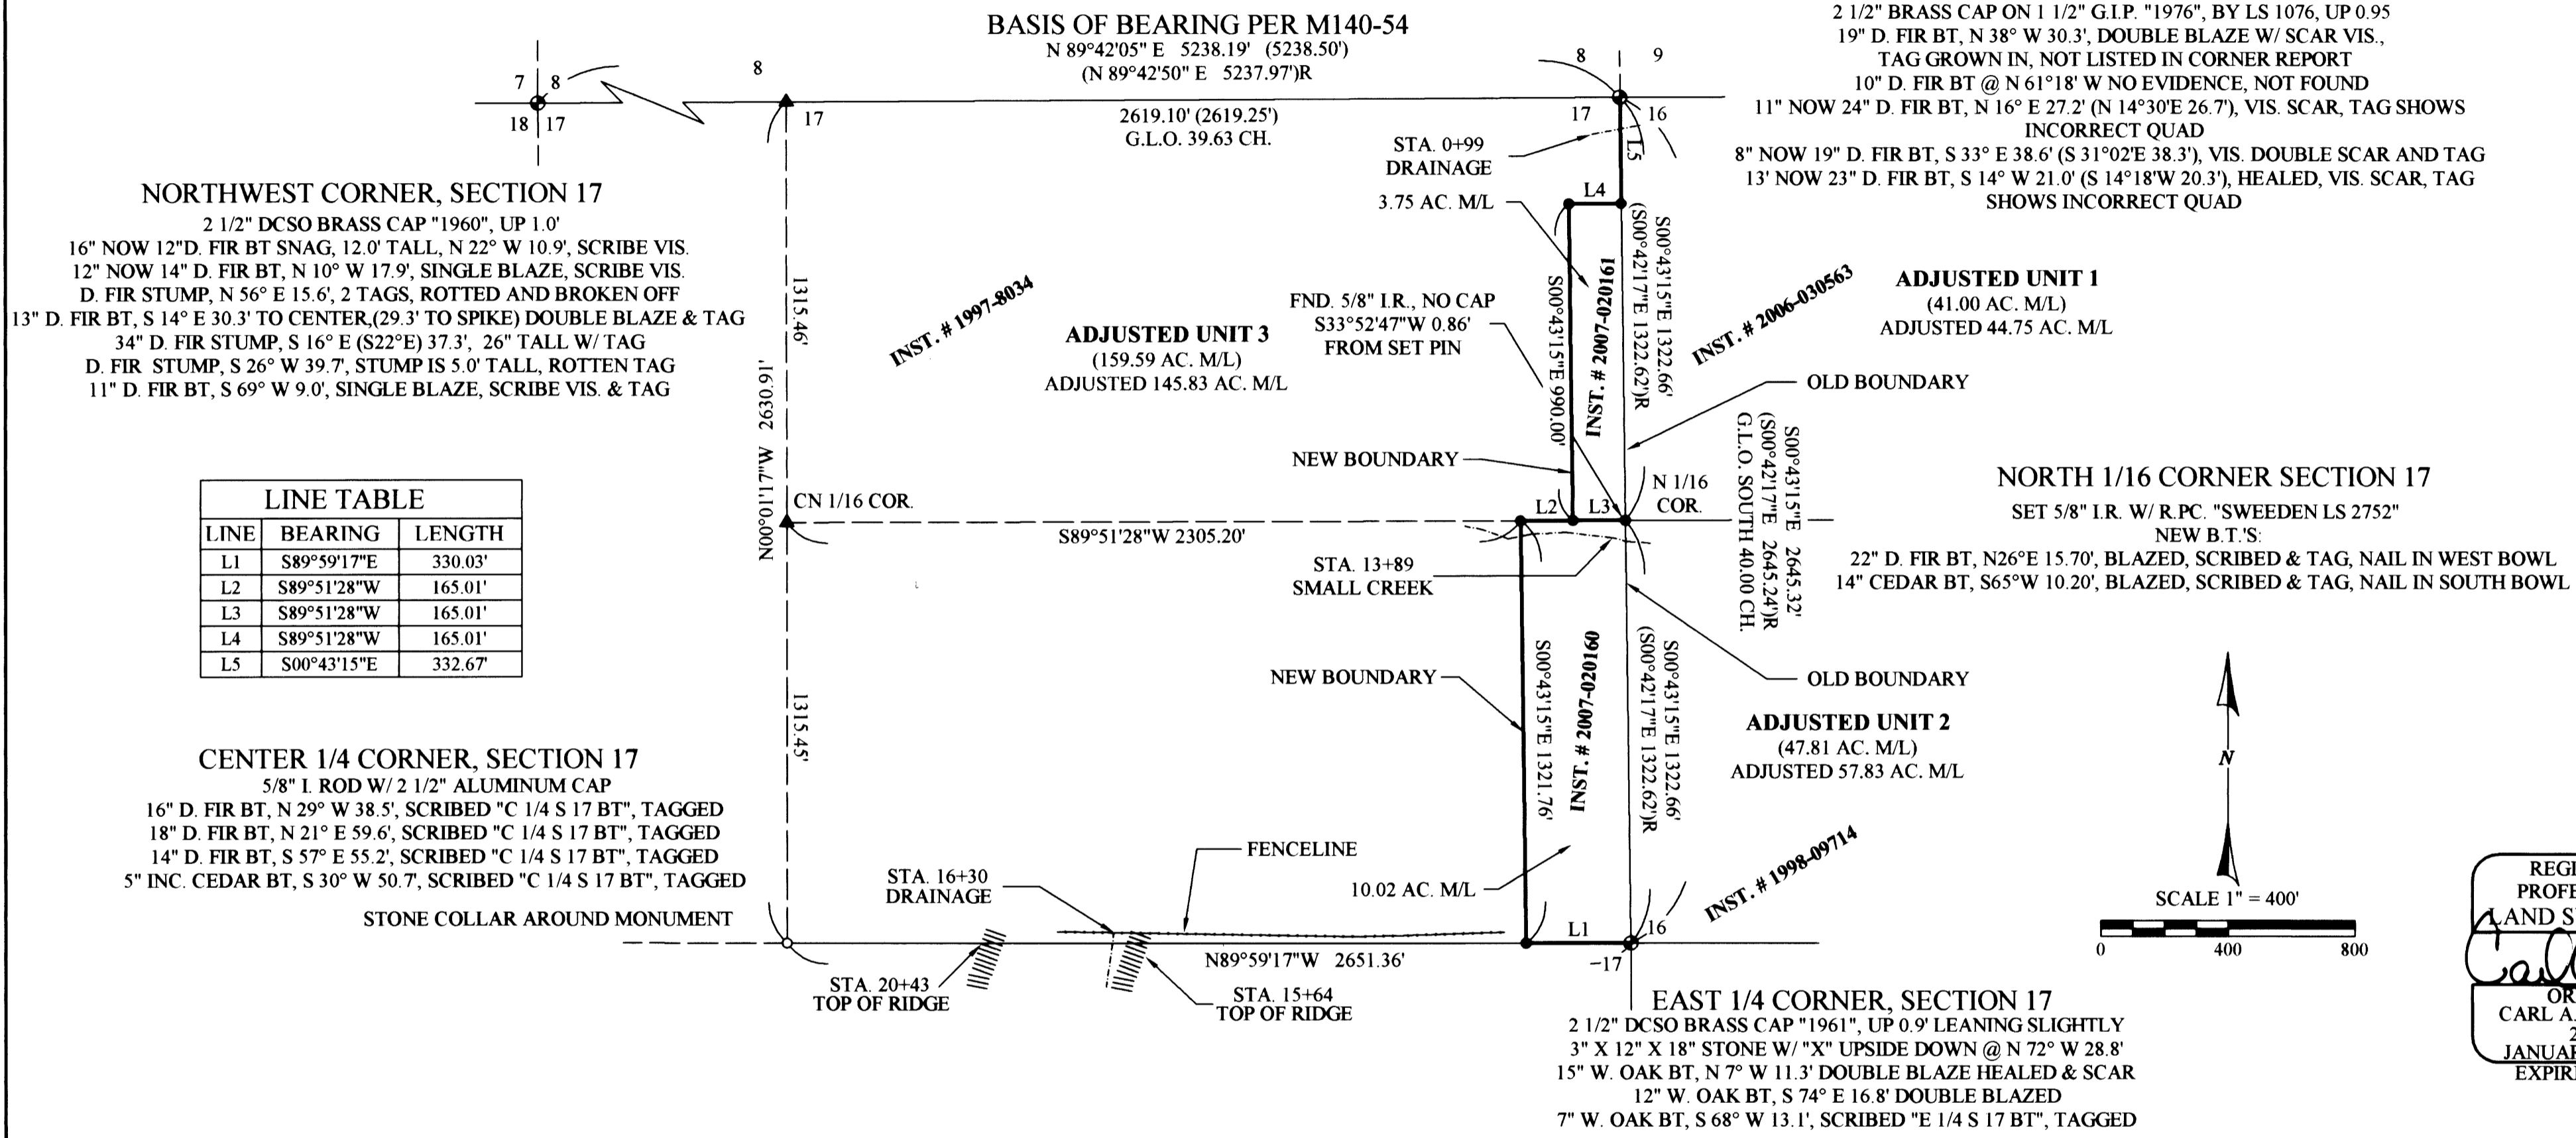 BASIS OF BEARING PER M140-54
N 89°42'05" E 5238.19' (5238.50')
(N 89°42'50" E 5237.97')R
2619.10' (2619.25')
G.L.O. 39.63 CH.
7 8
18 17
8
17
8 9
17 16
2 1/2" BRASS CAP ON 1 1/2" G.I.P. "1976", BY LS 1076, UP 0.95
19" D. FIR BT, N 38° W 30.3', DOUBLE BLAZE W/ SCAR VIS.,
TAG GROWN IN, NOT LISTED IN CORNER REPORT
10" D. FIR BT @ N 61°18' W NO EVIDENCE, NOT FOUND
11" NOW 24" D. FIR BT, N 16° E 27.2' (N 14°30'E 26.7'), VIS. SCAR, TAG SHOWS
INCORRECT QUAD
8" NOW 19" D. FIR BT, S 33° E 38.6' (S 31°02'E 38.3'), VIS. DOUBLE SCAR AND TAG
13' NOW 23" D. FIR BT, S 14° W 21.0' (S 14°18'W 20.3'), HEALED, VIS. SCAR, TAG
SHOWS INCORRECT QUAD
NORTHWEST CORNER, SECTION 17
2 1/2" DCSO BRASS CAP "1960", UP 1.0'
16" NOW 12"D. FIR BT SNAG, 12.0' TALL, N 22° W 10.9', SCRIBE VIS.
12" NOW 14" D. FIR BT, N 10° W 17.9', SINGLE BLAZE, SCRIBE VIS.
D. FIR STUMP, N 56° E 15.6', 2 TAGS, ROTTED AND BROKEN OFF
13" D. FIR BT, S 14° E 30.3' TO CENTER,(29.3' TO SPIKE) DOUBLE BLAZE & TAG
34" D. FIR STUMP, S 16° E (S22°E) 37.3', 26" TALL W/ TAG
D. FIR STUMP, S 26° W 39.7', STUMP IS 5.0' TALL, ROTTEN TAG
11" D. FIR BT, S 69° W 9.0', SINGLE BLAZE, SCRIBE VIS. & TAG
STA. 0+99
DRAINAGE
L5
3.75 AC. M/L
L4
1315.46'
N00°01'17"W 2630.91'
INST. # 1997-8034
ADJUSTED UNIT 3
(159.59 AC. M/L)
ADJUSTED 145.83 AC. M/L
FND. 5/8" I.R., NO CAP
S33°52'47"W 0.86'
FROM SET PIN
S00°43'15"E 990.00'
INST. # 2007-020161
S00°43'15"E 1322.66'
(S00°42'17"E 1322.62')R
INST. # 2006-030563
ADJUSTED UNIT 1
(41.00 AC. M/L)
ADJUSTED 44.75 AC. M/L
OLD BOUNDARY
NEW BOUNDARY
S00°43'15"E 2645.32'
(S00°42'17"E 2645.24')R
G.L.O. SOUTH 40.00 CH.
LINE TABLE
LINE BEARING LENGTH
L1 S89°59'17"E 330.03'
L2 S89°51'28"W 165.01'
L3 S89°51'28"W 165.01'
L4 S89°51'28"W 165.01'
L5 S00°43'15"E 332.67'
CN 1/16 COR.
S89°51'28"W 2305.20'
L2 L3
N 1/16
COR.
STA. 13+89
SMALL CREEK
NORTH 1/16 CORNER SECTION 17
SET 5/8" I.R. W/ R.PC. "SWEEDEN LS 2752"
NEW B.T.'S:
22" D. FIR BT, N26°E 15.70', BLAZED, SCRIBED & TAG, NAIL IN WEST BOWL
14" CEDAR BT, S65°W 10.20', BLAZED, SCRIBED & TAG, NAIL IN SOUTH BOWL
1315.45'
NEW BOUNDARY
S00°43'15"E 1321.76'
INST. # 2007-020160
S00°43'15"E 1322.66'
(S00°42'17"E 1322.62')R
OLD BOUNDARY
ADJUSTED UNIT 2
(47.81 AC. M/L)
ADJUSTED 57.83 AC. M/L
INST. # 1998-09714
N
SCALE 1" = 400'
0 400 800
CENTER 1/4 CORNER, SECTION 17
5/8" I. ROD W/ 2 1/2" ALUMINUM CAP
16" D. FIR BT, N 29° W 38.5', SCRIBED "C 1/4 S 17 BT", TAGGED
18" D. FIR BT, N 21° E 59.6', SCRIBED "C 1/4 S 17 BT", TAGGED
14" D. FIR BT, S 57° E 55.2', SCRIBED "C 1/4 S 17 BT", TAGGED
5" INC. CEDAR BT, S 30° W 50.7', SCRIBED "C 1/4 S 17 BT", TAGGED
STONE COLLAR AROUND MONUMENT
FENCELINE
STA. 16+30
DRAINAGE
10.02 AC. M/L
L1
16
17
N89°59'17"W 2651.36'
STA. 20+43
TOP OF RIDGE
STA. 15+64
TOP OF RIDGE
EAST 1/4 CORNER, SECTION 17
2 1/2" DCSO BRASS CAP "1961", UP 0.9' LEANING SLIGHTLY
3" X 12" X 18" STONE W/ "X" UPSIDE DOWN @ N 72° W 28.8'
15" W. OAK BT, N 7° W 11.3' DOUBLE BLAZE HEALED & SCAR
12" W. OAK BT, S 74° E 16.8' DOUBLE BLAZED
7" W. OAK BT, S 68° W 13.1', SCRIBED "E 1/4 S 17 BT", TAGGED
LAND
CARL A.